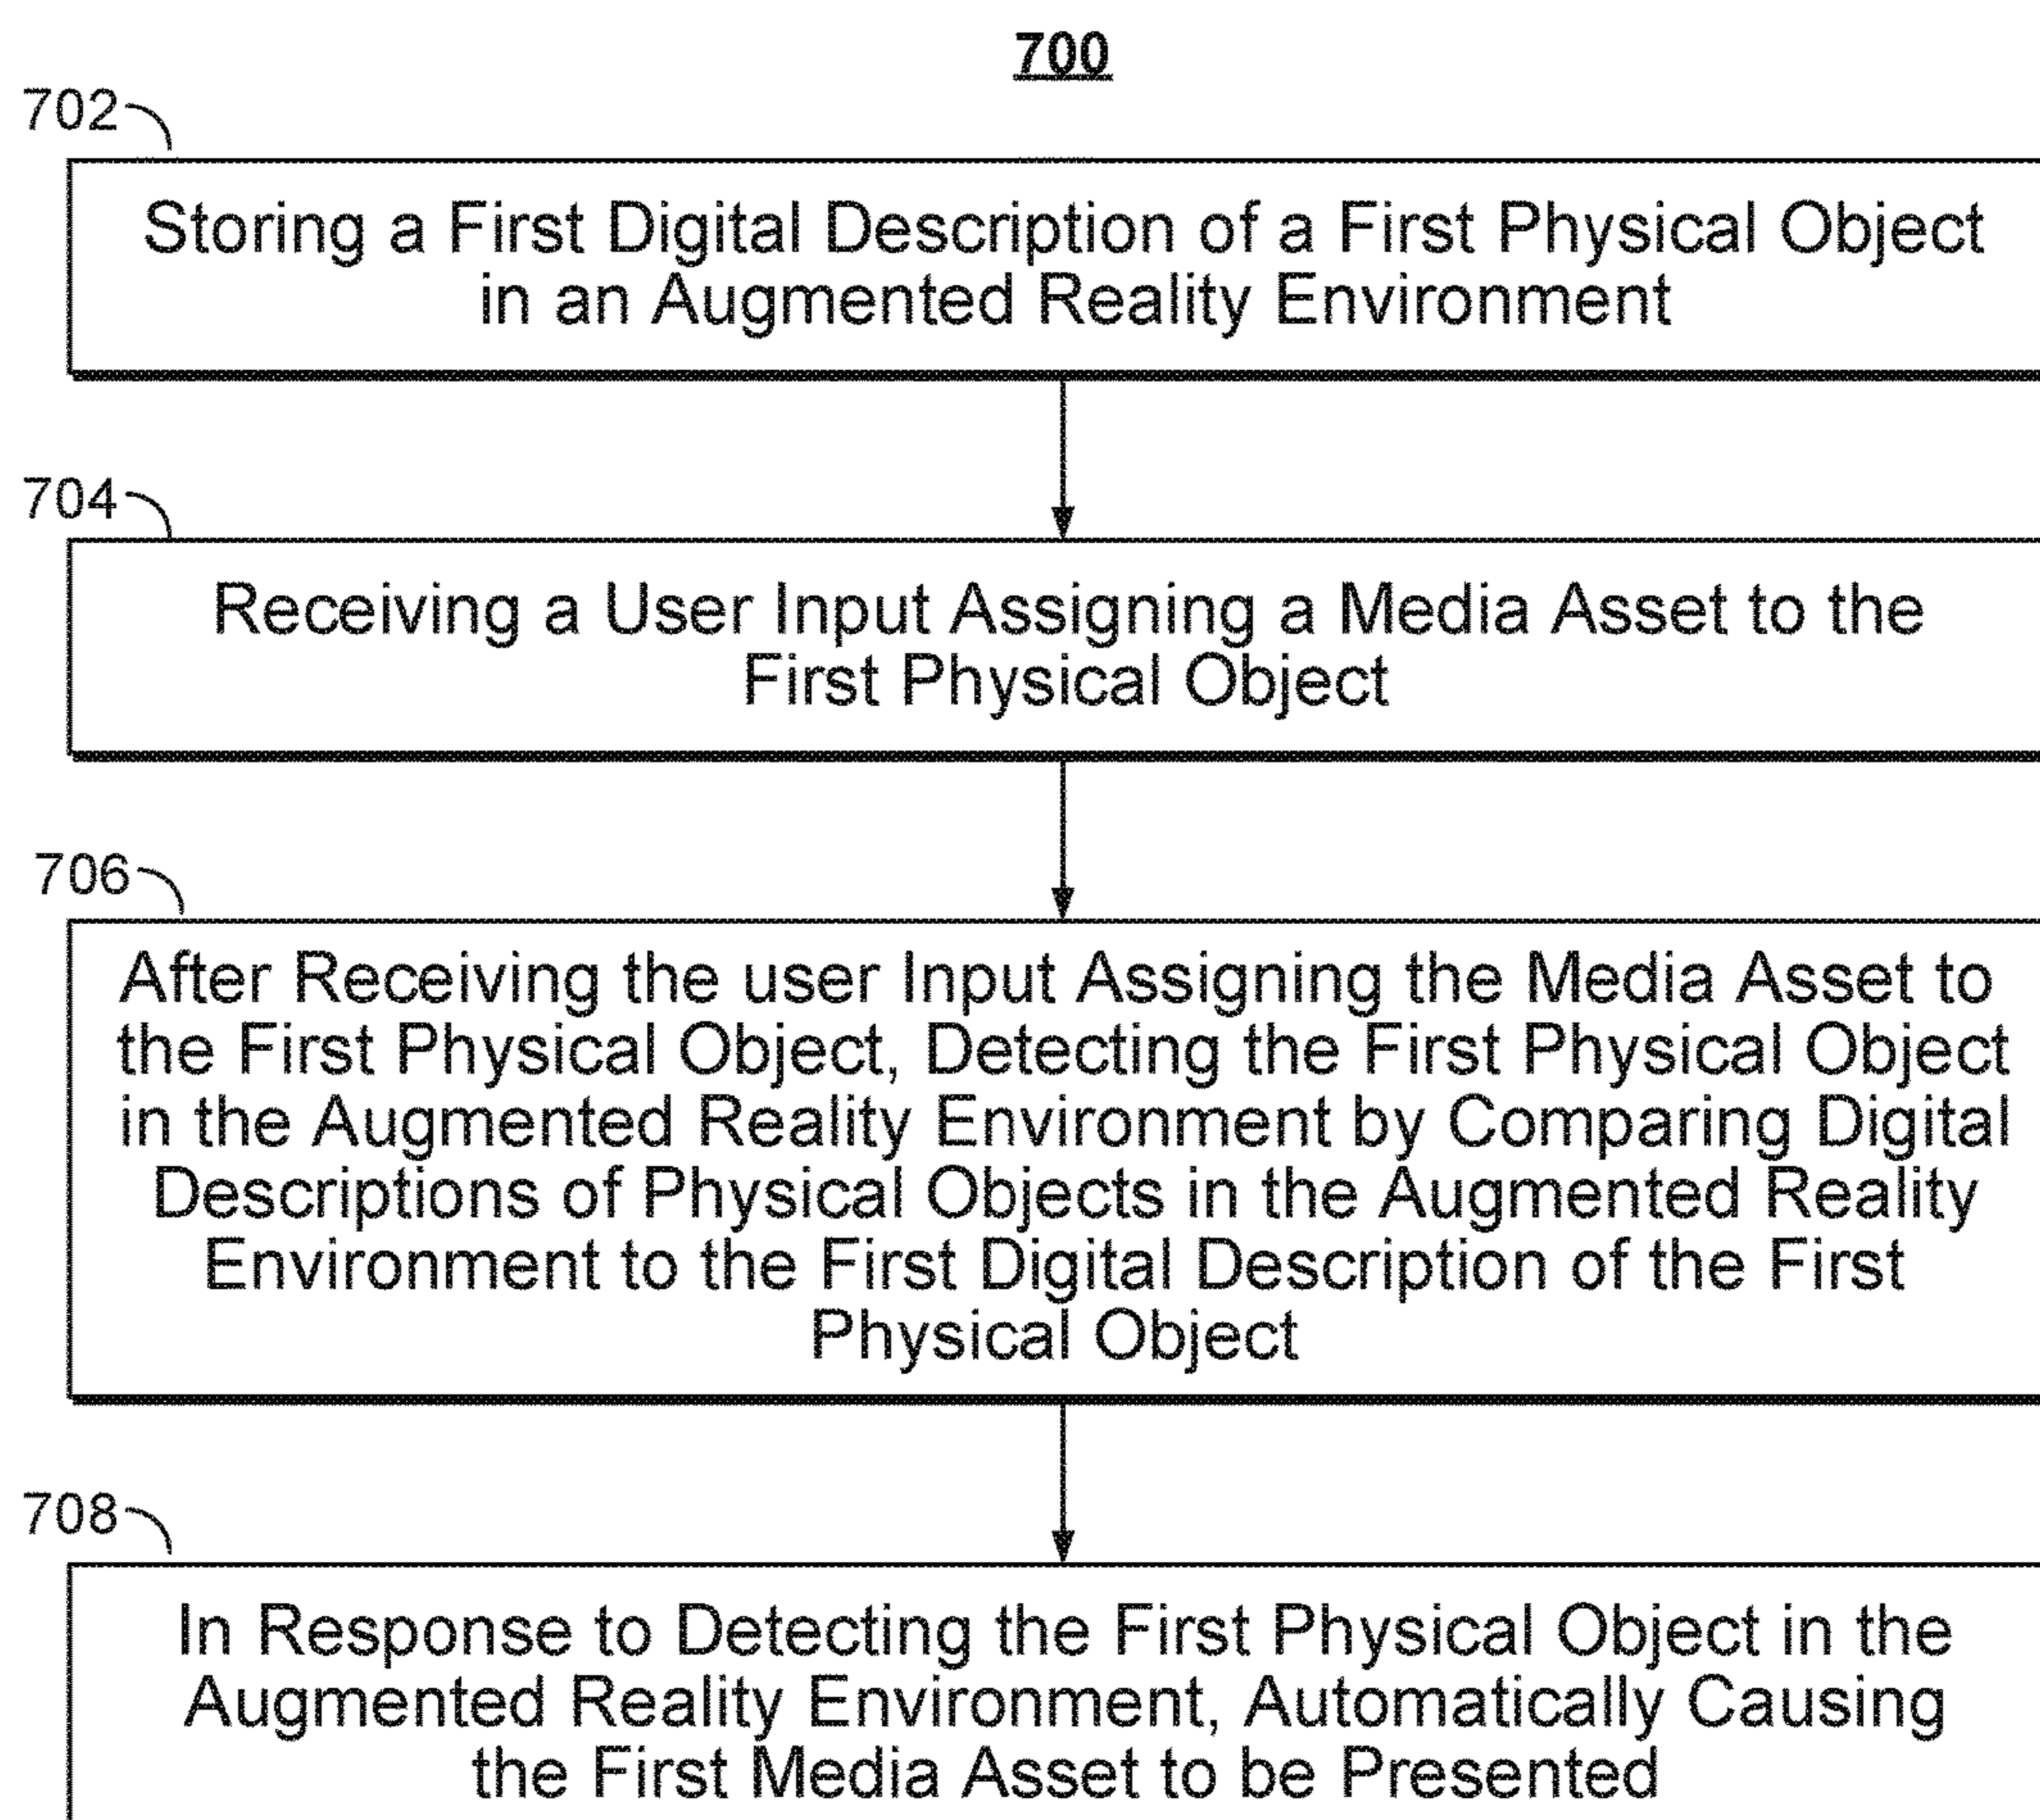 700
702
Storing a First Digital Description of a First Physical Object
in an Augmented Reality Environment
704
Receiving a User Input Assigning a Media Asset to the
First Physical Object
706
After Receiving the user Input Assigning the Media Asset to
the First Physical Object, Detecting the First Physical Object
in the Augmented Reality Environment by Comparing Digital
Descriptions of Physical Objects in the Augmented Reality
Environment to the First Digital Description of the First
Physical Object
708
In Response to Detecting the First Physical Object in the
Augmented Reality Environment, Automatically Causing
the First Media Asset to be Presented